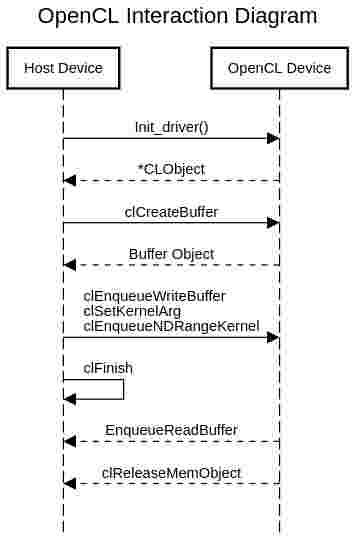 OpenCL Interaction Diagram
Host Device
OpenCL Device
Init_driver()
*CLObject
clCreateBuffer
Buffer Object
clEnqueueWriteBuffer
clSetKernelArg
clEnqueueNDRangeKernel
clFinish
EnqueueReadBuffer
clReleaseMemObject